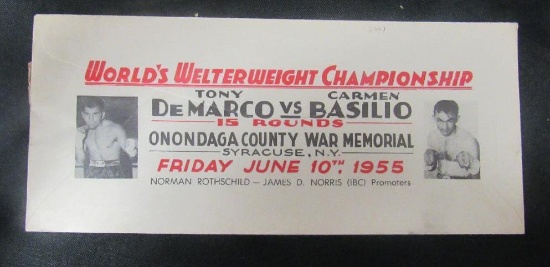 WORLD'S WELTERWEIGHT CHAMPIONSHIP
TONY CARMEN
DEMARCO VS BASILIO
15 ROUNDS
ONONDAGA COUNTY WAR MEMORIAL
SYRACUSE, N.Y.
FRIDAY JUNE 10TH, 1955
NORMAN ROTHSCHILD — JAMES D. NORRIS (IBC) Promoters